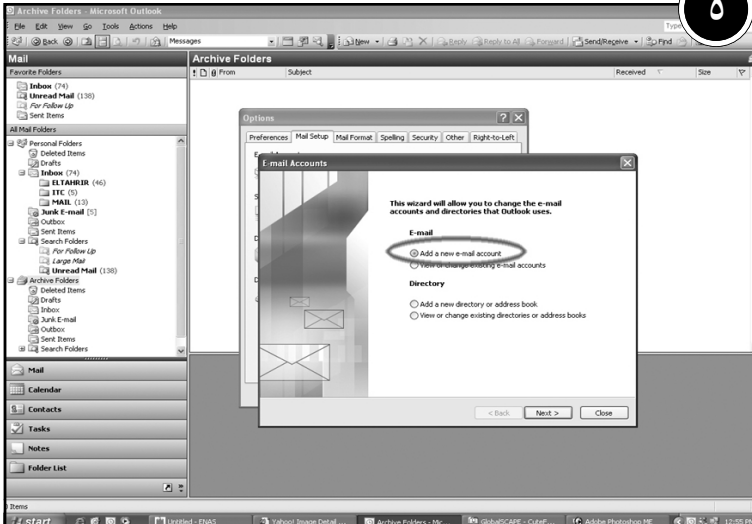 Archive Folders - Microsoft Outlook
٥
File Edit View Go Tools Actions Help
Back Messages New Reply Reply to All Forward Send/Receive Find
Mail
Archive Folders
Favorite Folders
From Subject Received Size
Inbox (74)
Unread Mail (138)
For Follow Up
Sent Items
All Mail Folders
Personal Folders
Deleted Items
Drafts
Inbox (74)
ELTAHRIR (46)
ITC (5)
MAIL (13)
Junk E-mail [5]
Outbox
Sent Items
Search Folders
For Follow Up
Large Mail
Unread Mail (138)
Archive Folders
Deleted Items
Drafts
Inbox
Junk E-mail
Outbox
Sent Items
Search Folders
Mail
Calendar
Contacts
Tasks
Notes
Folder List
Options
Preferences Mail Setup Mail Format Spelling Security Other Right-to-Left
E-mail Accounts
This wizard will allow you to change the e-mail
accounts and directories that Outlook uses.
E-mail
Add a new e-mail account
View or change existing e-mail accounts
Directory
Add a new directory or address book
View or change existing directories or address books
< Back Next > Close
Items
start Untitled - ENAS Yahoo! Image Detail ... Archive Folders - Mic... GlobalSCAPE - CuteF... Adobe Photoshop ME 12:55 PM